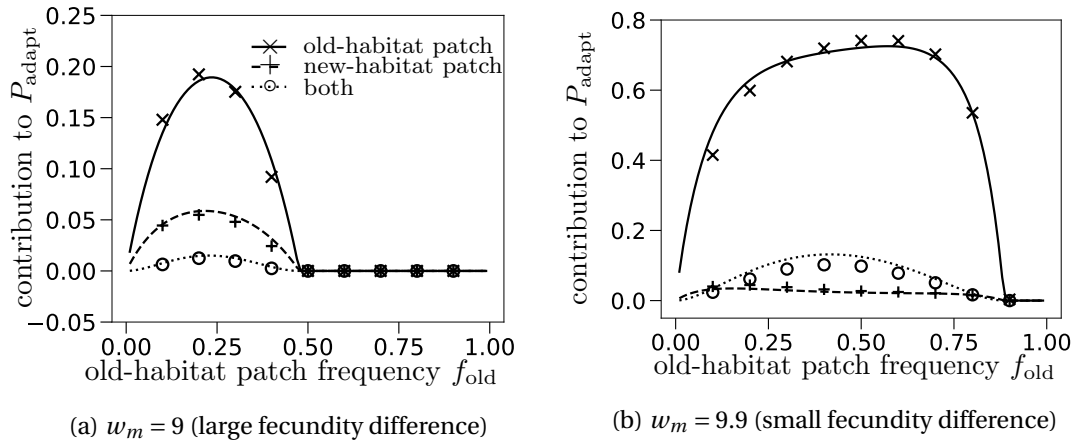 0.25
0.20
0.15
0.10
0.05
0.00
−0.05
contribution to P_adapt
old-habitat patch
new-habitat patch
both
0.00 0.25 0.50 0.75 1.00
old-habitat patch frequency f_old
(a) w_m = 9 (large fecundity difference)
0.8
0.6
0.4
0.2
0.0
contribution to P_adapt
0.00 0.25 0.50 0.75 1.00
old-habitat patch frequency f_old
(b) w_m = 9.9 (small fecundity difference)